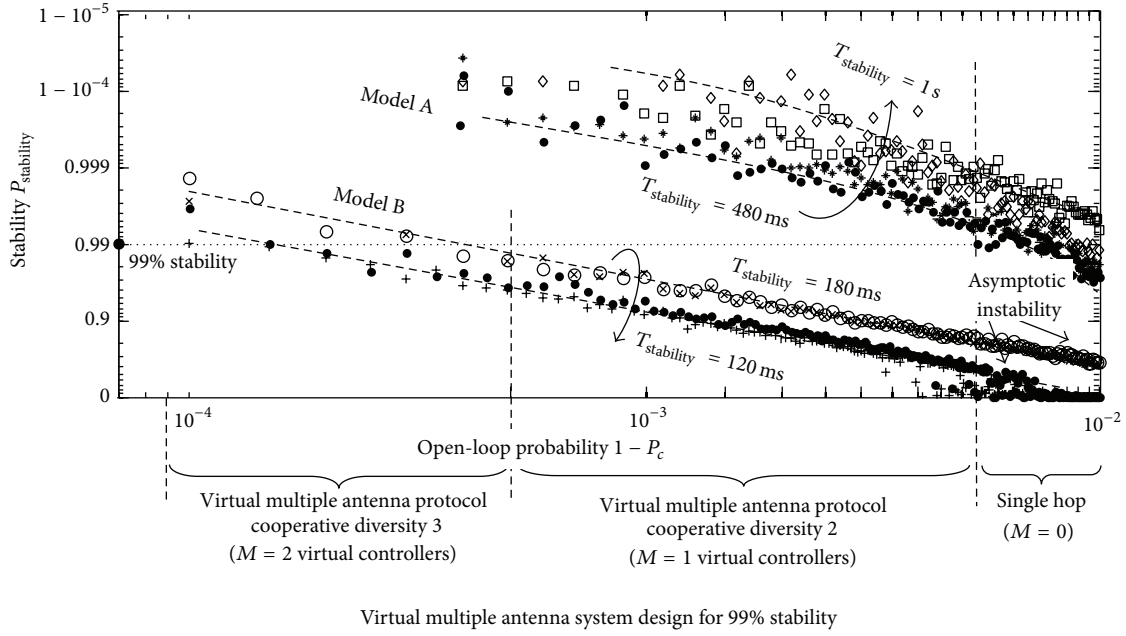 1 − 10⁻⁵
1 − 10⁻⁴
0.999
0.99
0.9
0
Stability P_stability
Model A
Model B
99% stability
T_stability = 1 s
T_stability = 480 ms
T_stability = 180 ms
T_stability = 120 ms
Asymptotic
instability
10⁻⁴
10⁻³
10⁻²
Open-loop probability 1 − P_c
Virtual multiple antenna protocol
cooperative diversity 3
(M = 2 virtual controllers)
Virtual multiple antenna protocol
cooperative diversity 2
(M = 1 virtual controllers)
Single hop
(M = 0)
Virtual multiple antenna system design for 99% stability